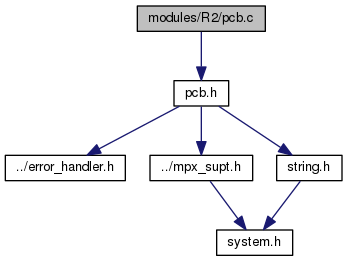 modules/R2/pcb.c
pcb.h
../error_handler.h
../mpx_supt.h
string.h
system.h